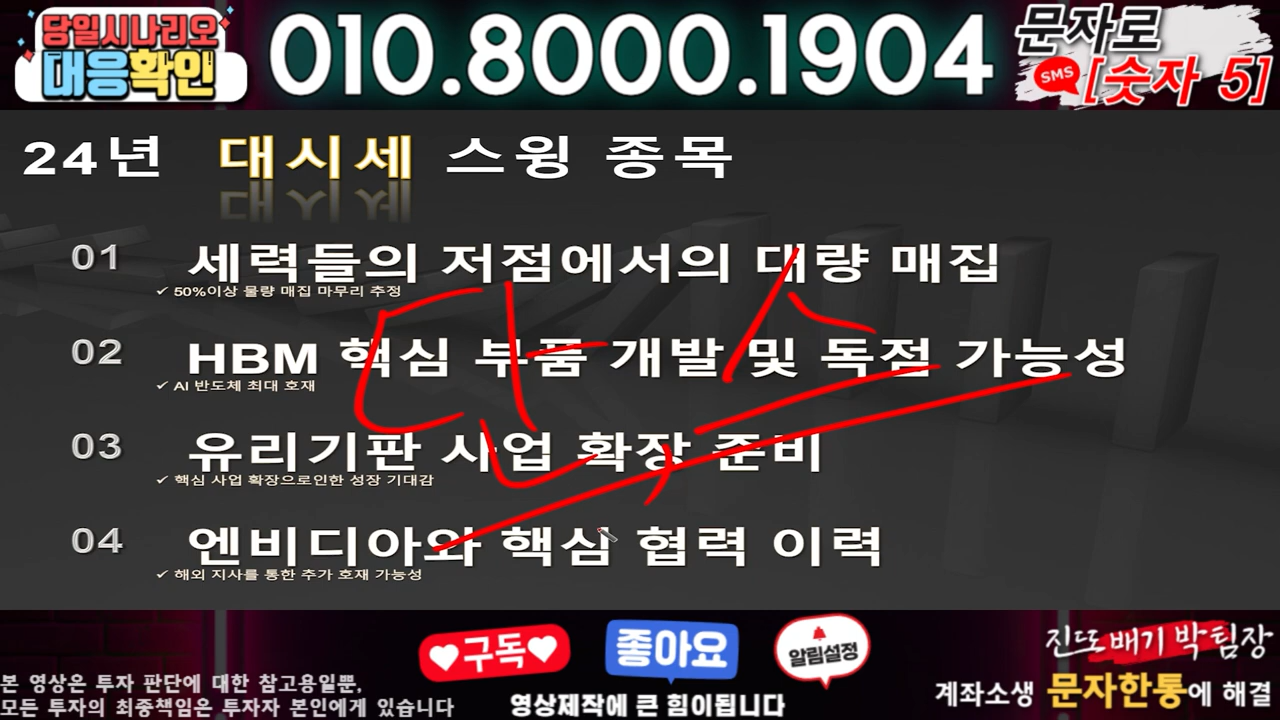 당일시나리오
대응확인
010.8000.1904
문자로
SMS [숫자 5]
24년 대시세 스윙 종목
01 세력들의 저점에서의 대량 매집
✓ 50%이상 물량 매집 마무리 추정
02 HBM 핵심 부품 개발 및 독점 가능성
✓ AI 반도체 최대 호재
03 유리기판 사업 확장 준비
✓ 핵심 사업 확장으로인한 성장 기대감
04 엔비디아와 핵심 협력 이력
✓ 해외 지사를 통한 추가 호재 가능성
구독
좋아요
알림설정
영상제작에 큰 힘이됩니다
본 영상은 투자 판단에 대한 참고용일뿐,
모든 투자의 최종책임은 투자자 본인에게 있습니다
진또배기 박팀장
계좌소생 문자한통에 해결